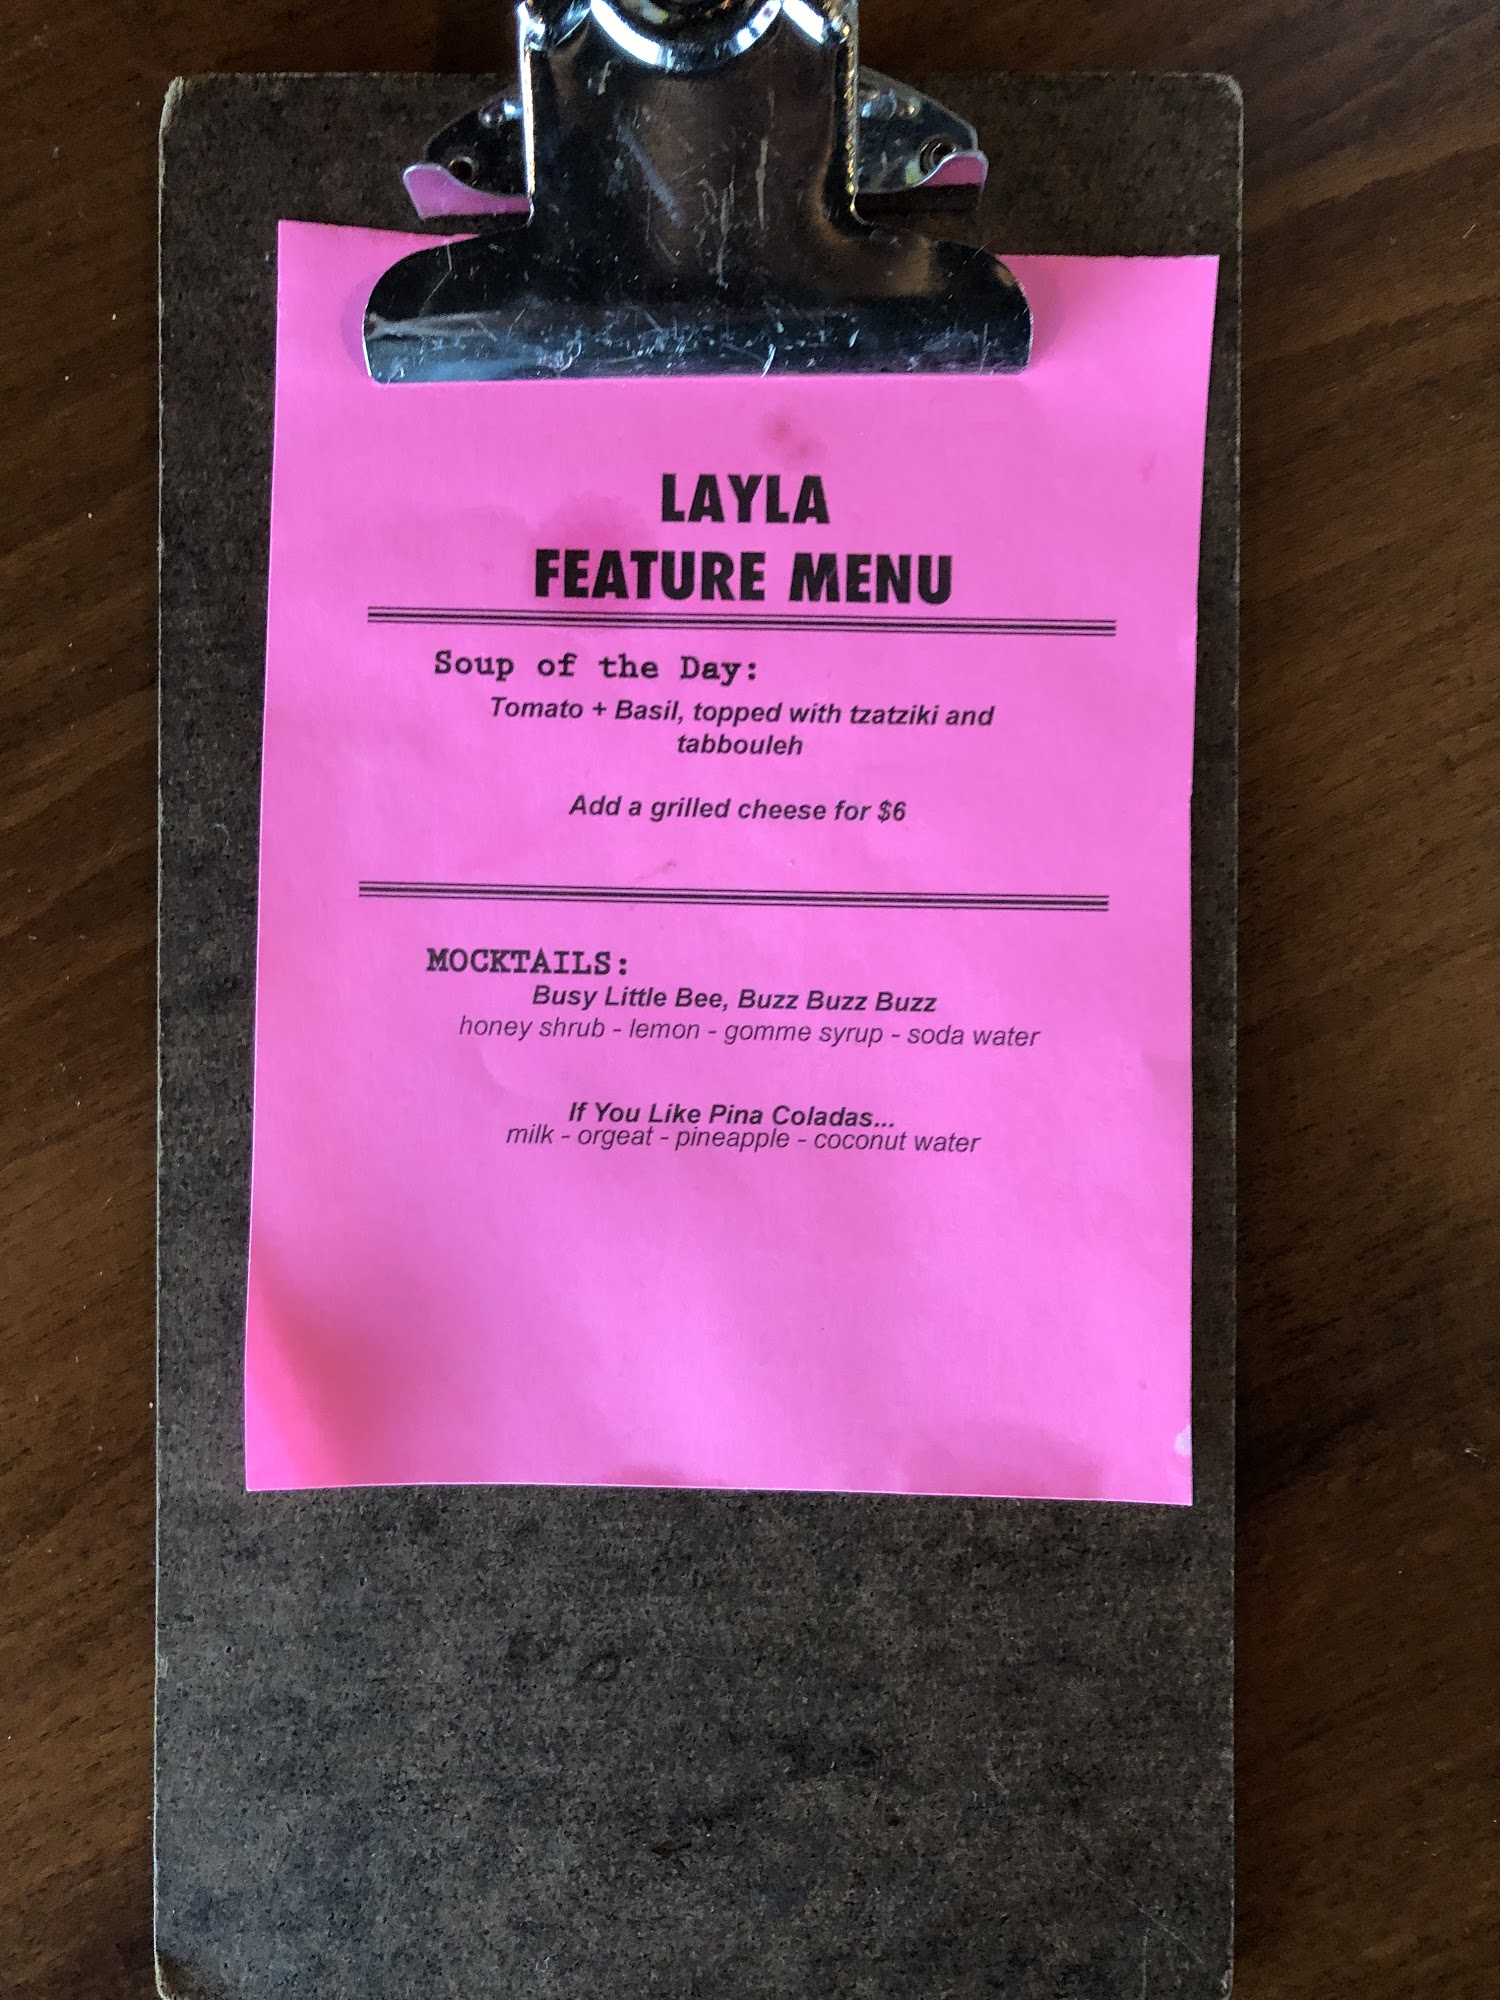 LAYLA
FEATURE MENU
Soup of the Day:
Tomato + Basil, topped with tzatziki and
tabbouleh
Add a grilled cheese for $6
MOCKTAILS:
Busy Little Bee, Buzz Buzz Buzz
honey shrub - lemon - gomme syrup - soda water
If You Like Pina Coladas...
milk - orgeat - pineapple - coconut water